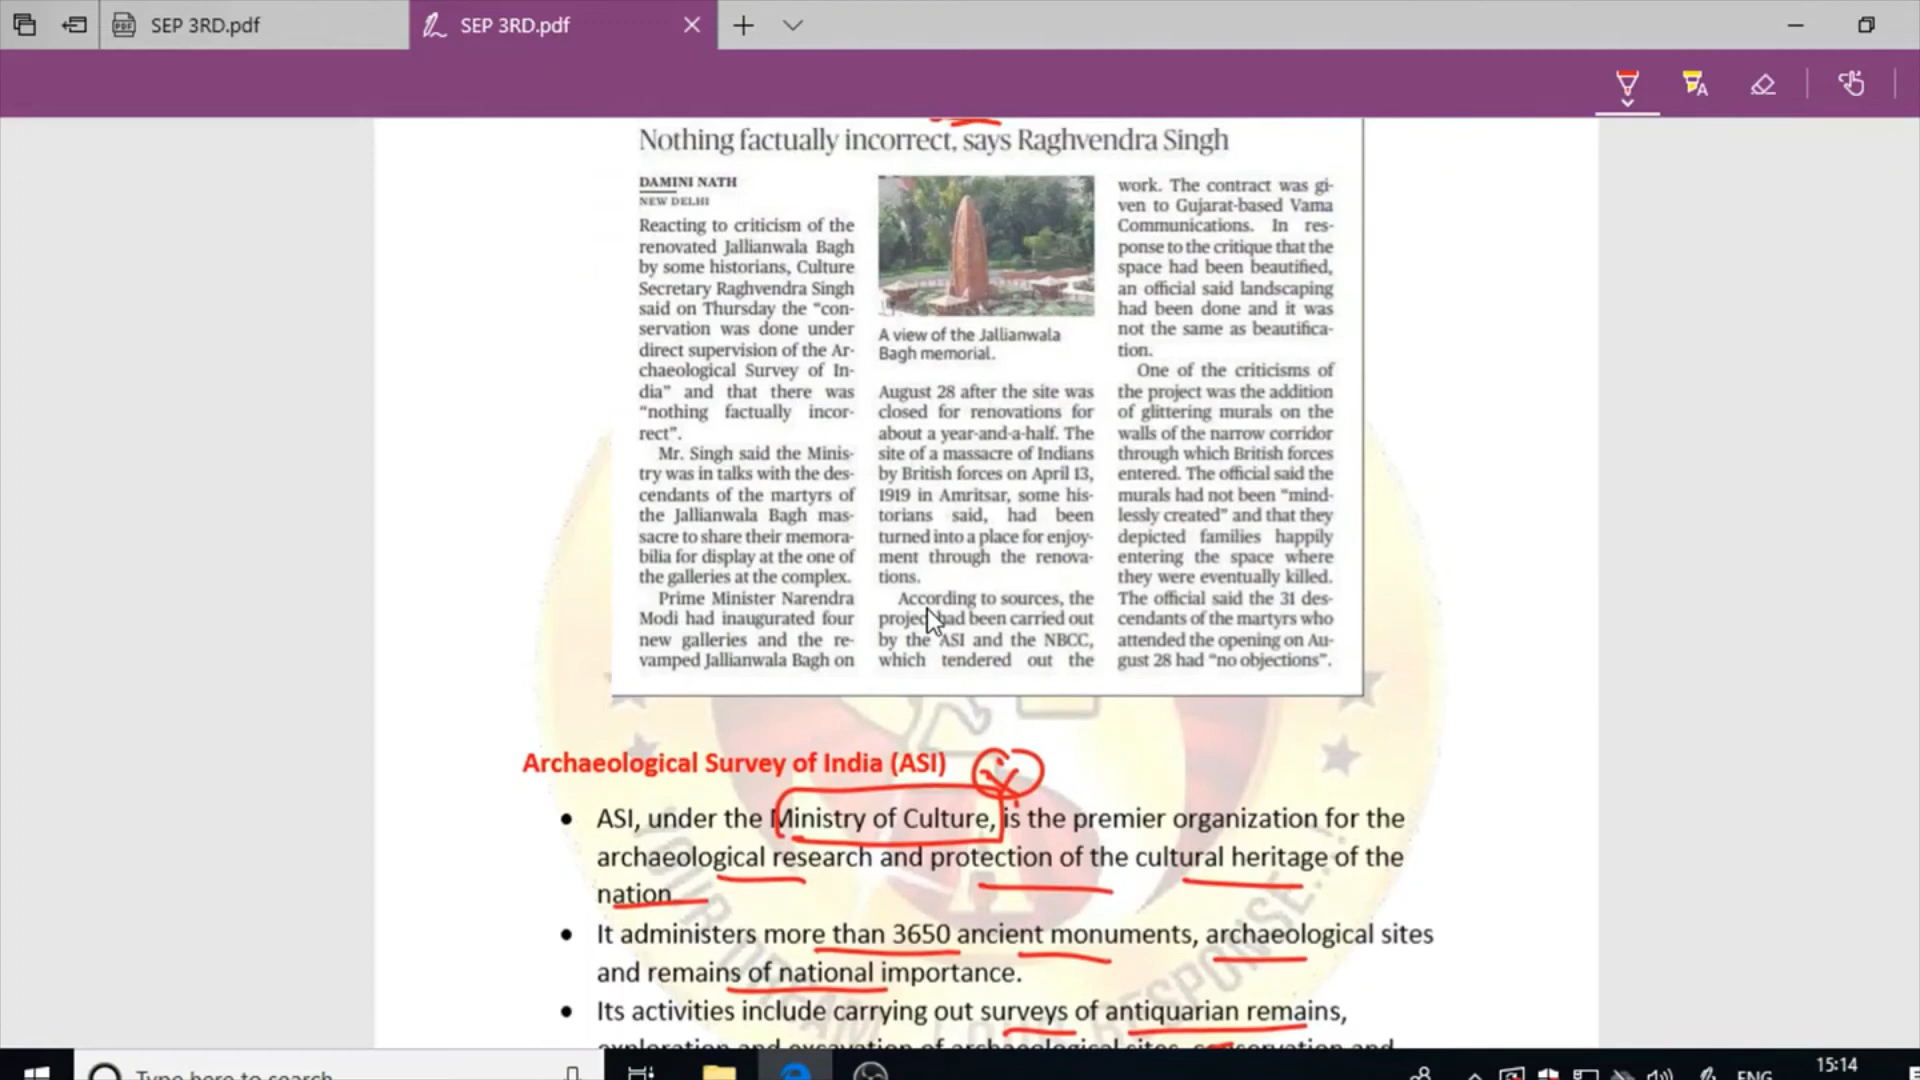 SEP 3RD.pdf
SEP 3RD.pdf
Nothing factually incorrect, says Raghvendra Singh
DAMINI NATH
NEW DELHI
Reacting to criticism of the
renovated Jallianwala Bagh
by some historians, Culture
Secretary Raghvendra Singh
said on Thursday the “con-
servation was done under
direct supervision of the Ar-
chaeological Survey of In-
dia” and that there was
“nothing factually incor-
rect”.
Mr. Singh said the Minis-
try was in talks with the des-
cendants of the martyrs of
the Jallianwala Bagh mas-
sacre to share their memora-
bilia for display at the one of
the galleries at the complex.
Prime Minister Narendra
Modi had inaugurated four
new galleries and the re-
vamped Jallianwala Bagh on
A view of the Jallianwala
Bagh memorial.
August 28 after the site was
closed for renovations for
about a year-and-a-half. The
site of a massacre of Indians
by British forces on April 13,
1919 in Amritsar, some his-
torians said, had been
turned into a place for enjoy-
ment through the renova-
tions.
According to sources, the
project had been carried out
by the ASI and the NBCC,
which tendered out the
work. The contract was gi-
ven to Gujarat-based Vama
Communications. In res-
ponse to the critique that the
space had been beautified,
an official said landscaping
had been done and it was
not the same as beautifica-
tion.
One of the criticisms of
the project was the addition
of glittering murals on the
walls of the narrow corridor
through which British forces
entered. The official said the
murals had not been “mind-
lessly created” and that they
depicted families happily
entering the space where
they were eventually killed.
The official said the 31 des-
cendants of the martyrs who
attended the opening on Au-
gust 28 had “no objections”.
Archaeological Survey of India (ASI)
• ASI, under the Ministry of Culture, is the premier organization for the
archaeological research and protection of the cultural heritage of the
nation.
• It administers more than 3650 ancient monuments, archaeological sites
and remains of national importance.
• Its activities include carrying out surveys of antiquarian remains,
exploration and excavation of archaeological sites, conservation and
Type here to search
ENG
15:14